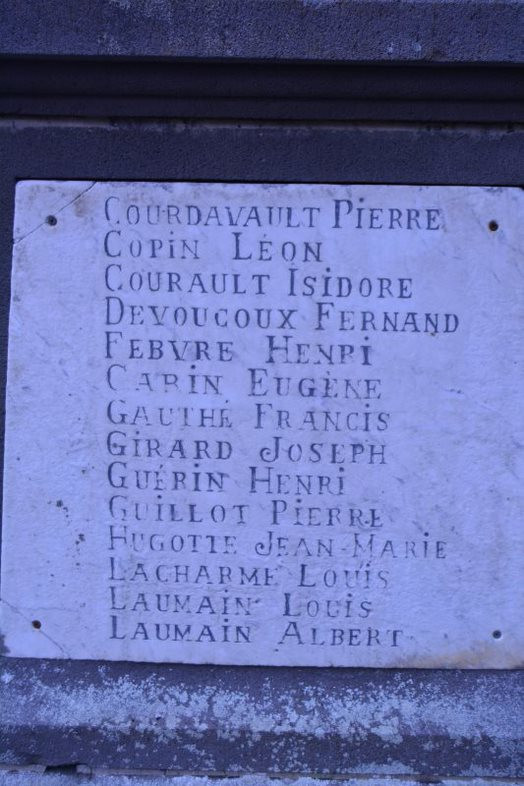 COURDAVAULT PIERRE
COPIN LÉON
COURAULT ISIDORE
DEVOUCOUX FERNAND
FEBVRE HENRI
GARIN EUGÈNE
GAUTHÉ FRANCIS
GIRARD JOSEPH
GUÉRIN HENRI
GUILLOT PIERRE
HUGOTTE JEAN-MARIE
LACHARME LOUIS
LAUMAIN LOUIS
LAUMAIN ALBERT